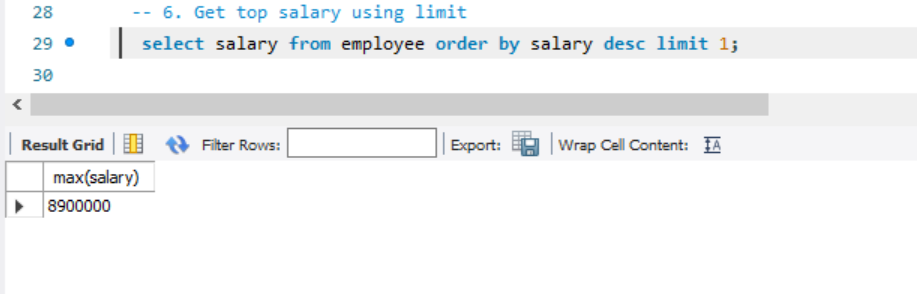 28 -- 6. Get top salary using limit
29 select salary from employee order by salary desc limit 1;
30
Result Grid Filter Rows: Export: Wrap Cell Content: IA
max(salary)
8900000